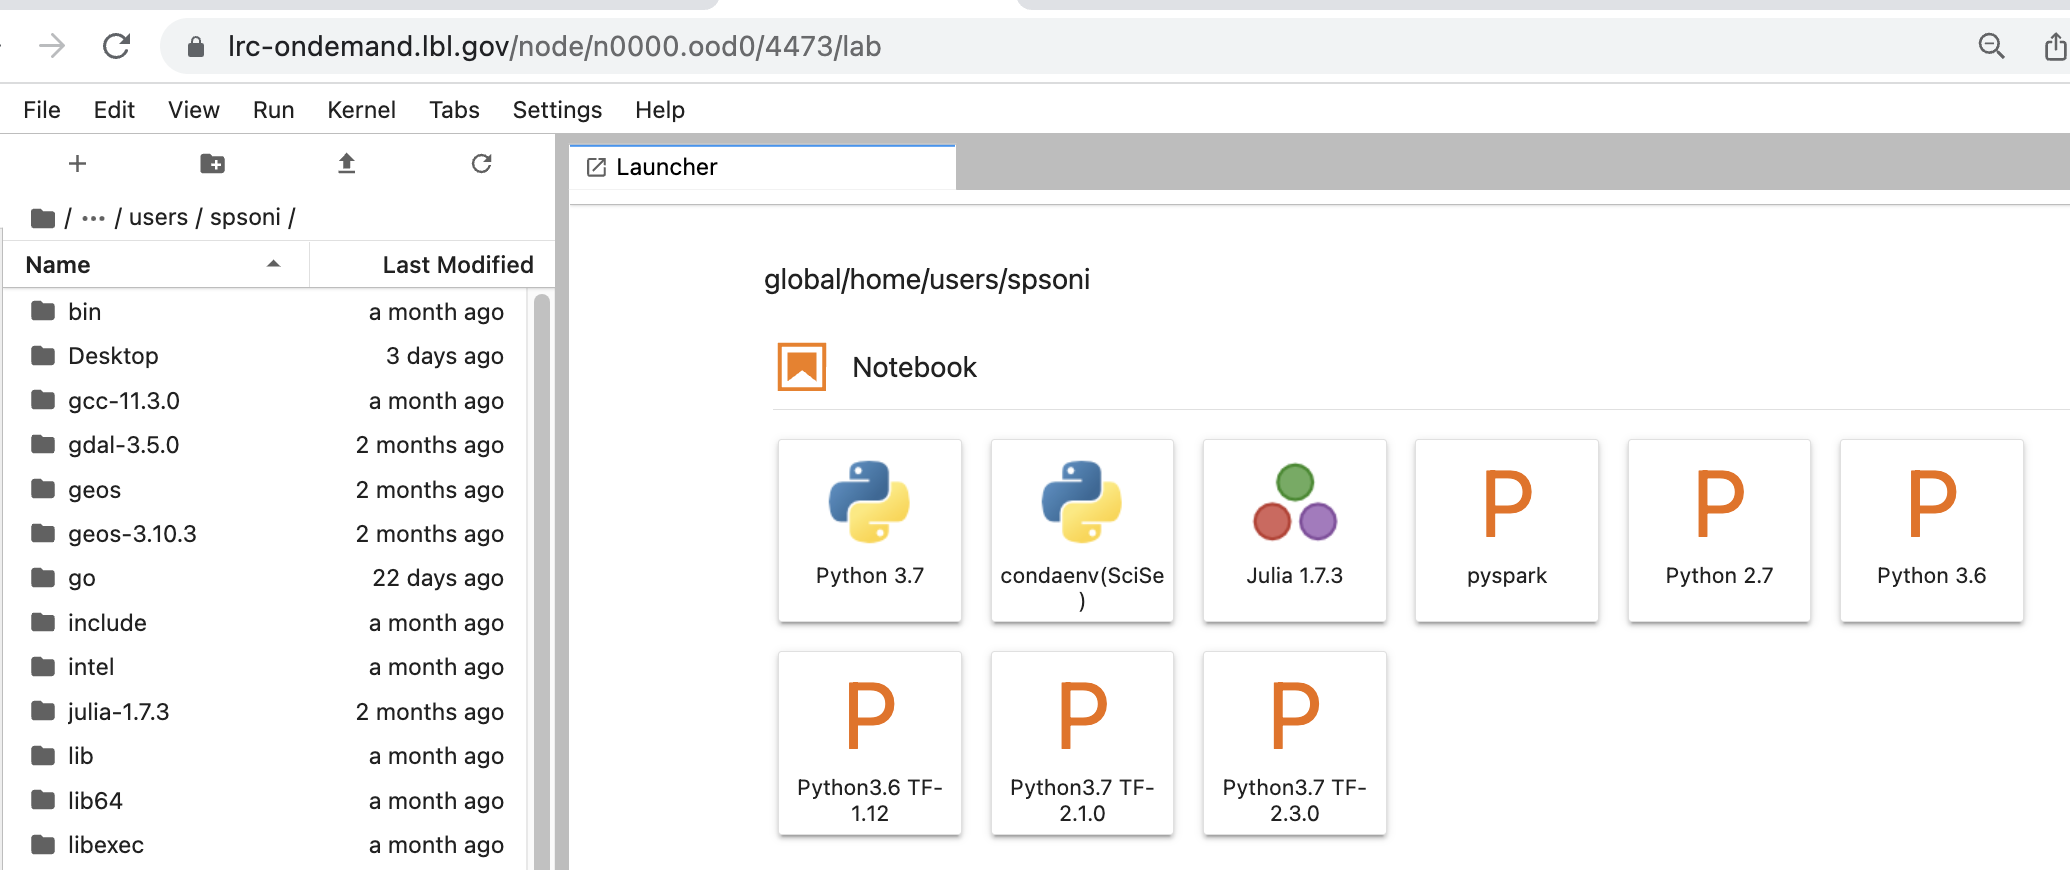 lrc-ondemand.lbl.gov/node/n0000.ood0/4473/lab
File Edit View Run Kernel Tabs Settings Help
/ ··· / users / spsoni /
Name Last Modified
bin a month ago
Desktop 3 days ago
gcc-11.3.0 a month ago
gdal-3.5.0 2 months ago
geos 2 months ago
geos-3.10.3 2 months ago
go 22 days ago
include a month ago
intel a month ago
julia-1.7.3 2 months ago
lib a month ago
lib64 a month ago
libexec a month ago
Launcher
global/home/users/spsoni
Notebook
Python 3.7
condaenv(SciSe
)
Julia 1.7.3
P
pyspark
P
Python 2.7
P
Python 3.6
P
Python3.6 TF-
1.12
P
Python3.7 TF-
2.1.0
P
Python3.7 TF-
2.3.0